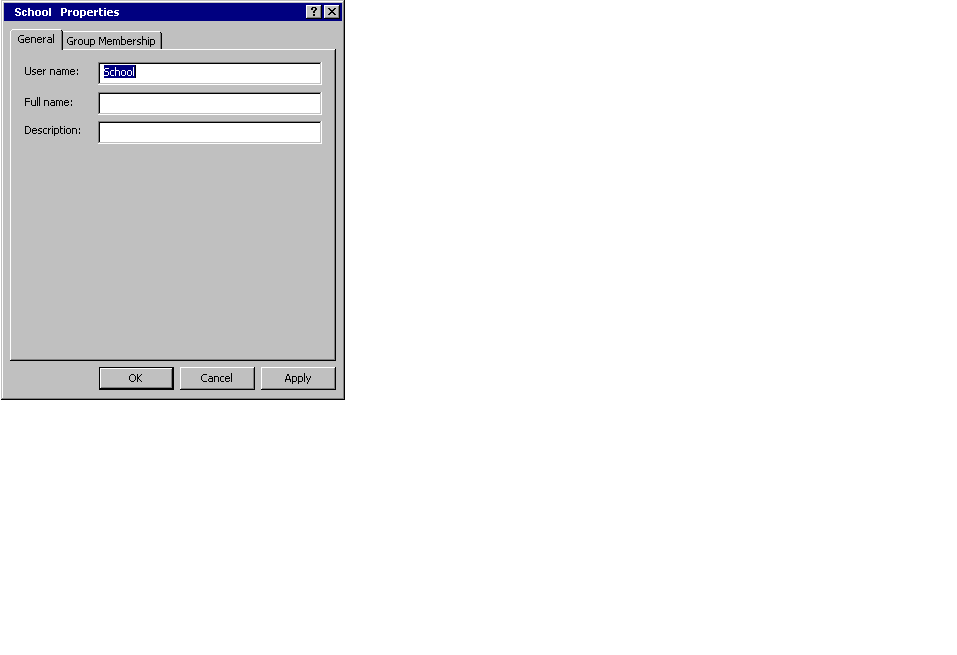 School Properties
General Group Membership
User name: School
Full name:
Description:
OK Cancel Apply